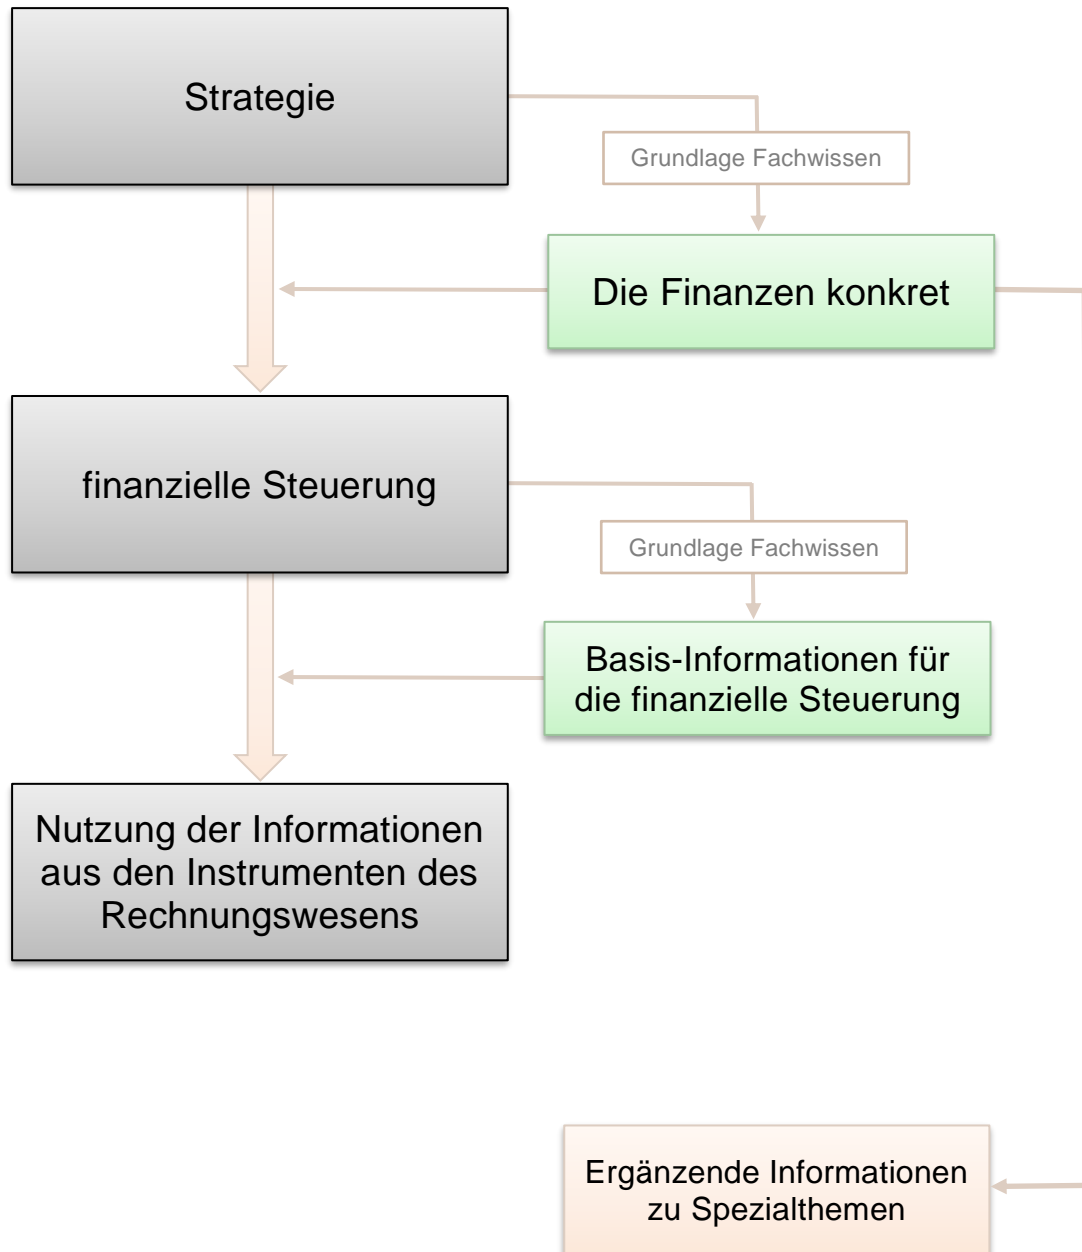 Strategie
Grundlage Fachwissen
Die Finanzen konkret
finanzielle Steuerung
Grundlage Fachwissen
Basis-Informationen für
die finanzielle Steuerung
Nutzung der Informationen
aus den Instrumenten des
Rechnungswesens
Ergänzende Informationen
zu Spezialthemen